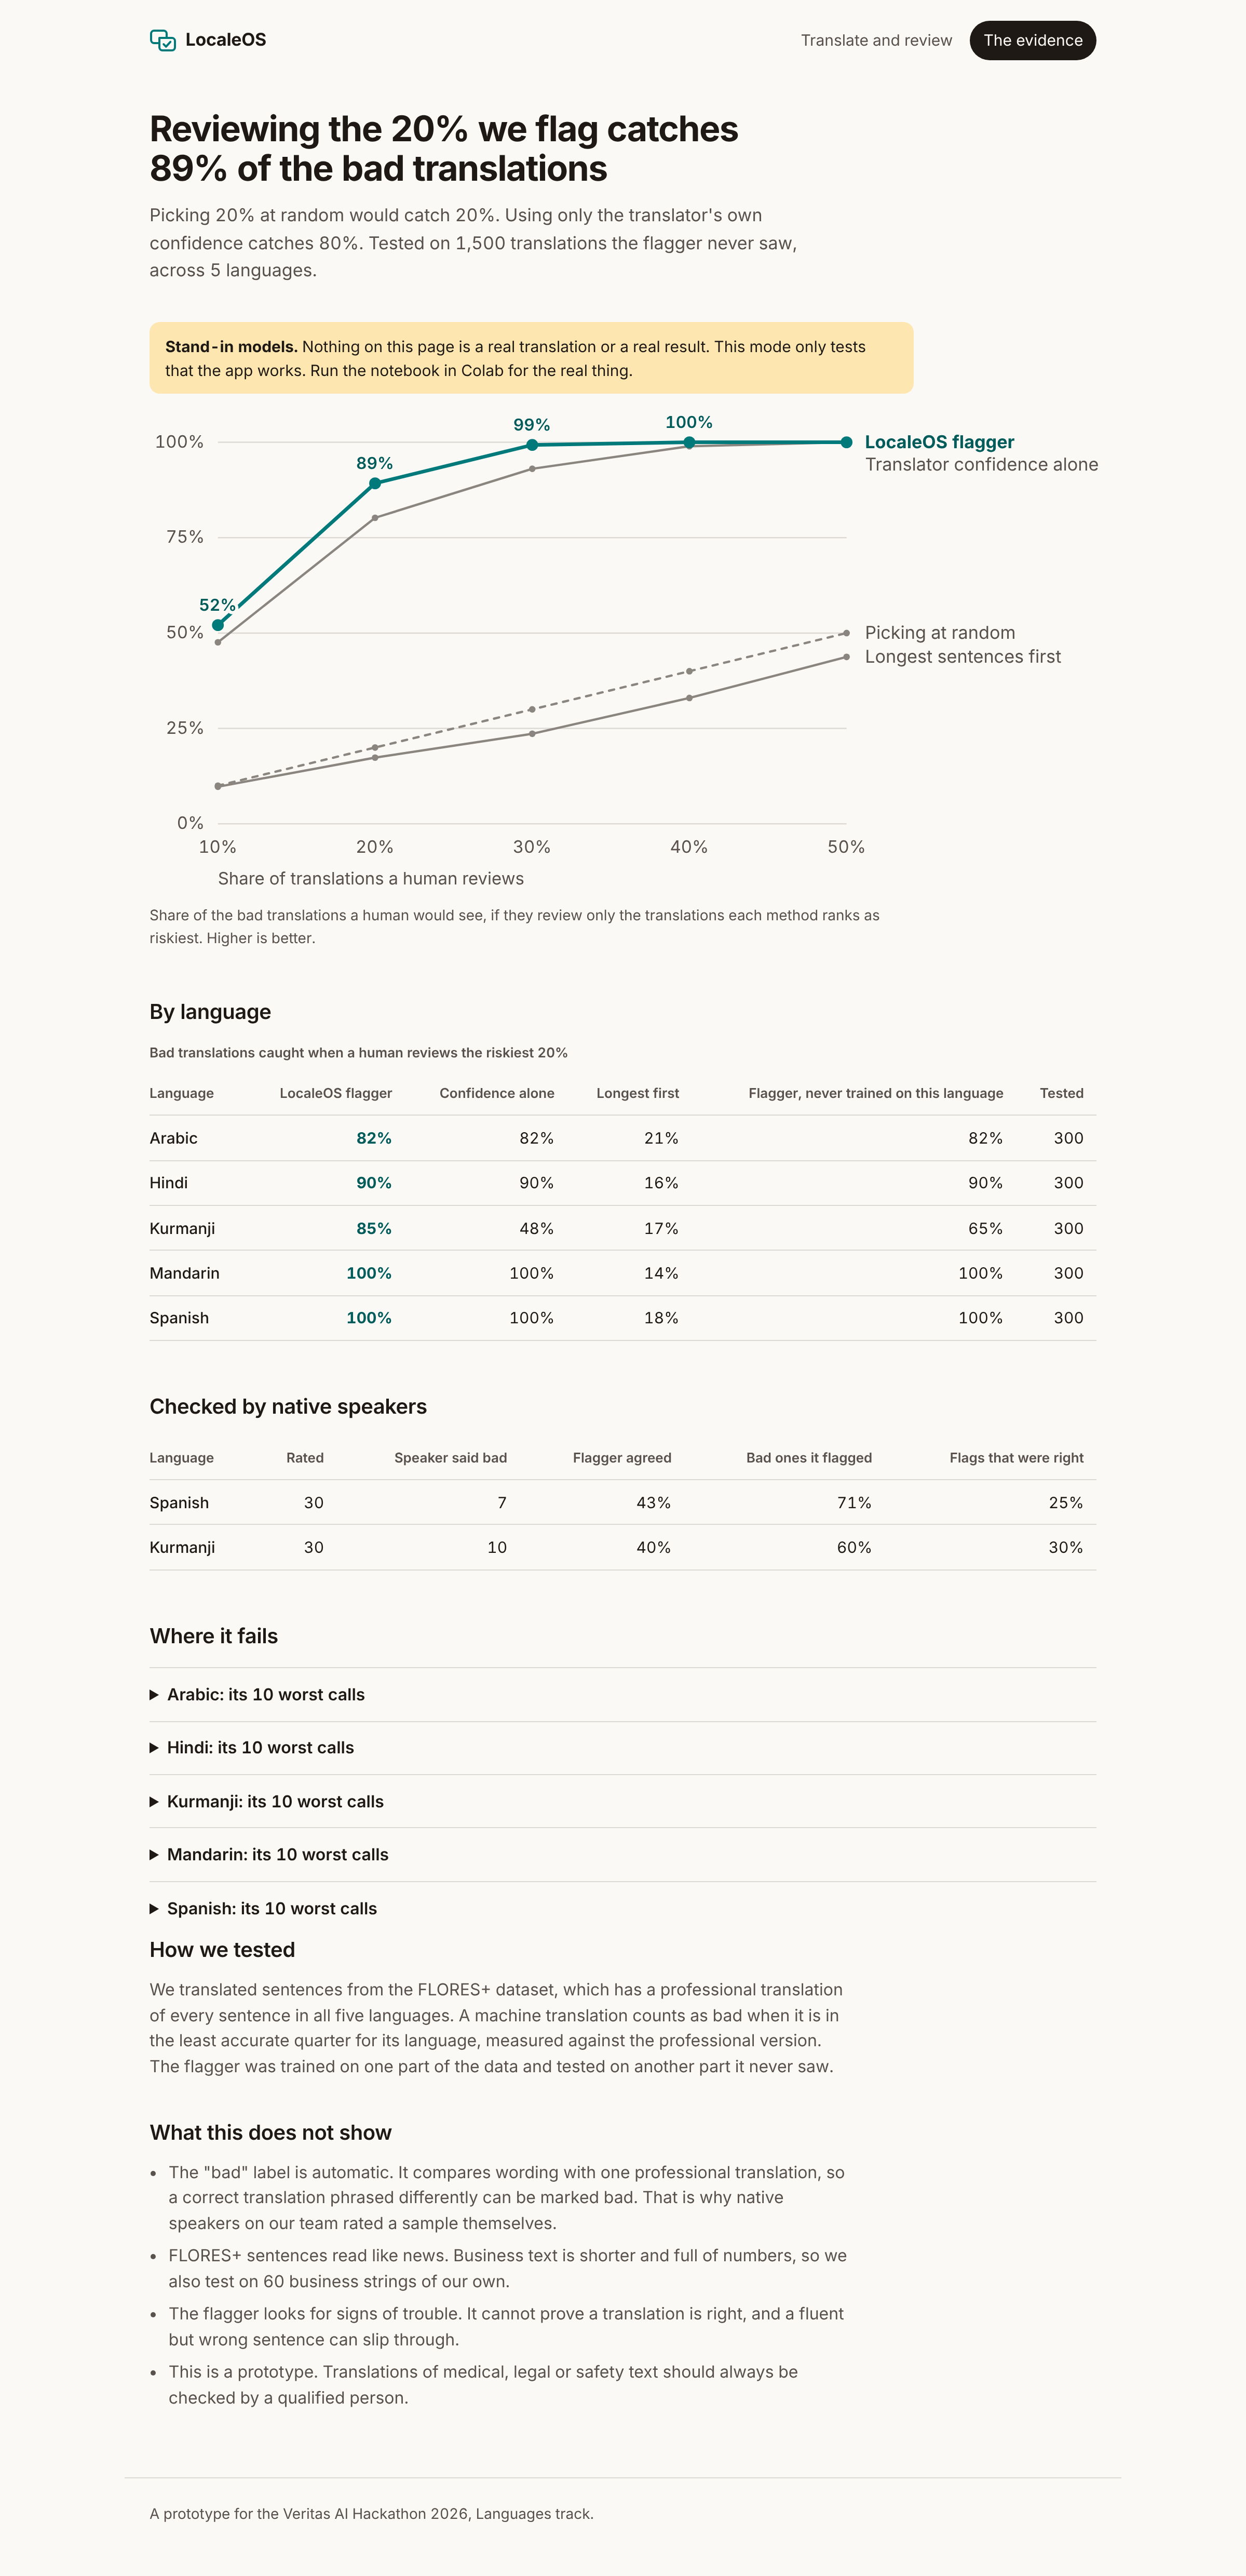 LocaleOS
Translate and review
The evidence
Reviewing the 20% we flag catches
89% of the bad translations
Picking 20% at random would catch 20%. Using only the translator's own
confidence catches 80%. Tested on 1,500 translations the flagger never saw,
across 5 languages.
Stand-in models. Nothing on this page is a real translation or a real result. This mode only tests
that the app works. Run the notebook in Colab for the real thing.
99%
100%
100%
LocaleOS flagger
89%
Translator confidence alone
75%
52%
50%
Picking at random
Longest sentences first
25%
0%
10%
20%
30%
40%
50%
Share of translations a human reviews
Share of the bad translations a human would see, if they review only the translations each method ranks as
riskiest. Higher is better.
By language
Bad translations caught when a human reviews the riskiest 20%
Language LocaleOS flagger Confidence alone Longest first Flagger, never trained on this language Tested
Arabic 82% 82% 21% 82% 300
Hindi 90% 90% 16% 90% 300
Kurmanji 85% 48% 17% 65% 300
Mandarin 100% 100% 14% 100% 300
Spanish 100% 100% 18% 100% 300
Checked by native speakers
Language Rated Speaker said bad Flagger agreed Bad ones it flagged Flags that were right
Spanish 30 7 43% 71% 25%
Kurmanji 30 10 40% 60% 30%
Where it fails
Arabic: its 10 worst calls
Hindi: its 10 worst calls
Kurmanji: its 10 worst calls
Mandarin: its 10 worst calls
Spanish: its 10 worst calls
How we tested
We translated sentences from the FLORES+ dataset, which has a professional translation
of every sentence in all five languages. A machine translation counts as bad when it is in
the least accurate quarter for its language, measured against the professional version.
The flagger was trained on one part of the data and tested on another part it never saw.
What this does not show
• The "bad" label is automatic. It compares wording with one professional translation, so
a correct translation phrased differently can be marked bad. That is why native
speakers on our team rated a sample themselves.
• FLORES+ sentences read like news. Business text is shorter and full of numbers, so we
also test on 60 business strings of our own.
• The flagger looks for signs of trouble. It cannot prove a translation is right, and a fluent
but wrong sentence can slip through.
• This is a prototype. Translations of medical, legal or safety text should always be
checked by a qualified person.
A prototype for the Veritas AI Hackathon 2026, Languages track.